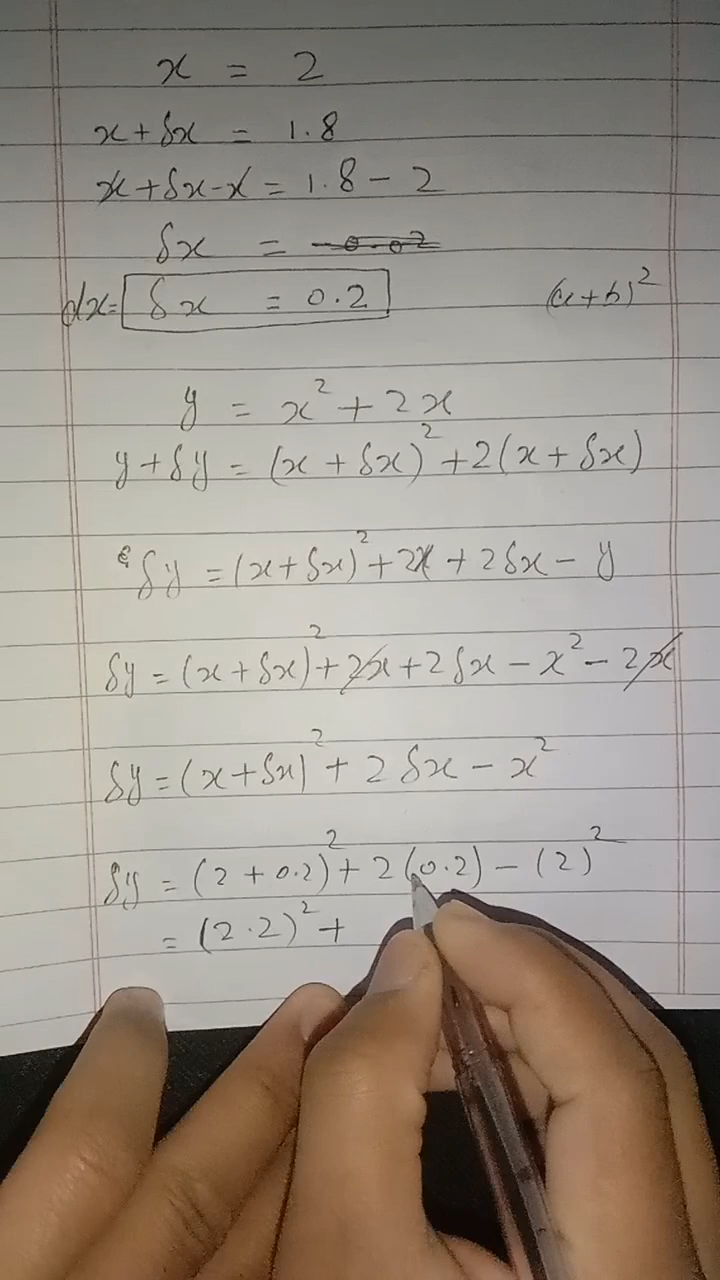 x = 2
x + δx = 1.8
x + δx - x = 1.8 - 2
δx = -0.02
dx = δx = 0.2 (a+b)²
y = x² + 2x
y + δy = (x + δx)² + 2(x + δx)
δy = (x + δx)² + 2x + 2δx - y
δy = (x + δx)² + 2x + 2δx - x² - 2x
δy = (x + δx)² + 2δx - x²
δy = (2 + 0.2)² + 2(0.2) - (2)²
= (2.2)² +